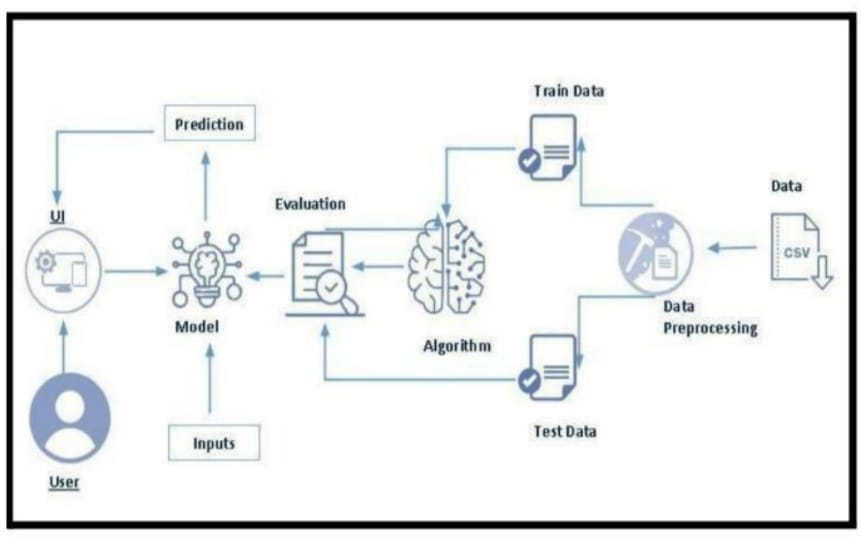 Train Data
Prediction
Data
Evaluation
UI
CSV
Data
Preprocessing
Model
Algorithm
Inputs
Test Data
User